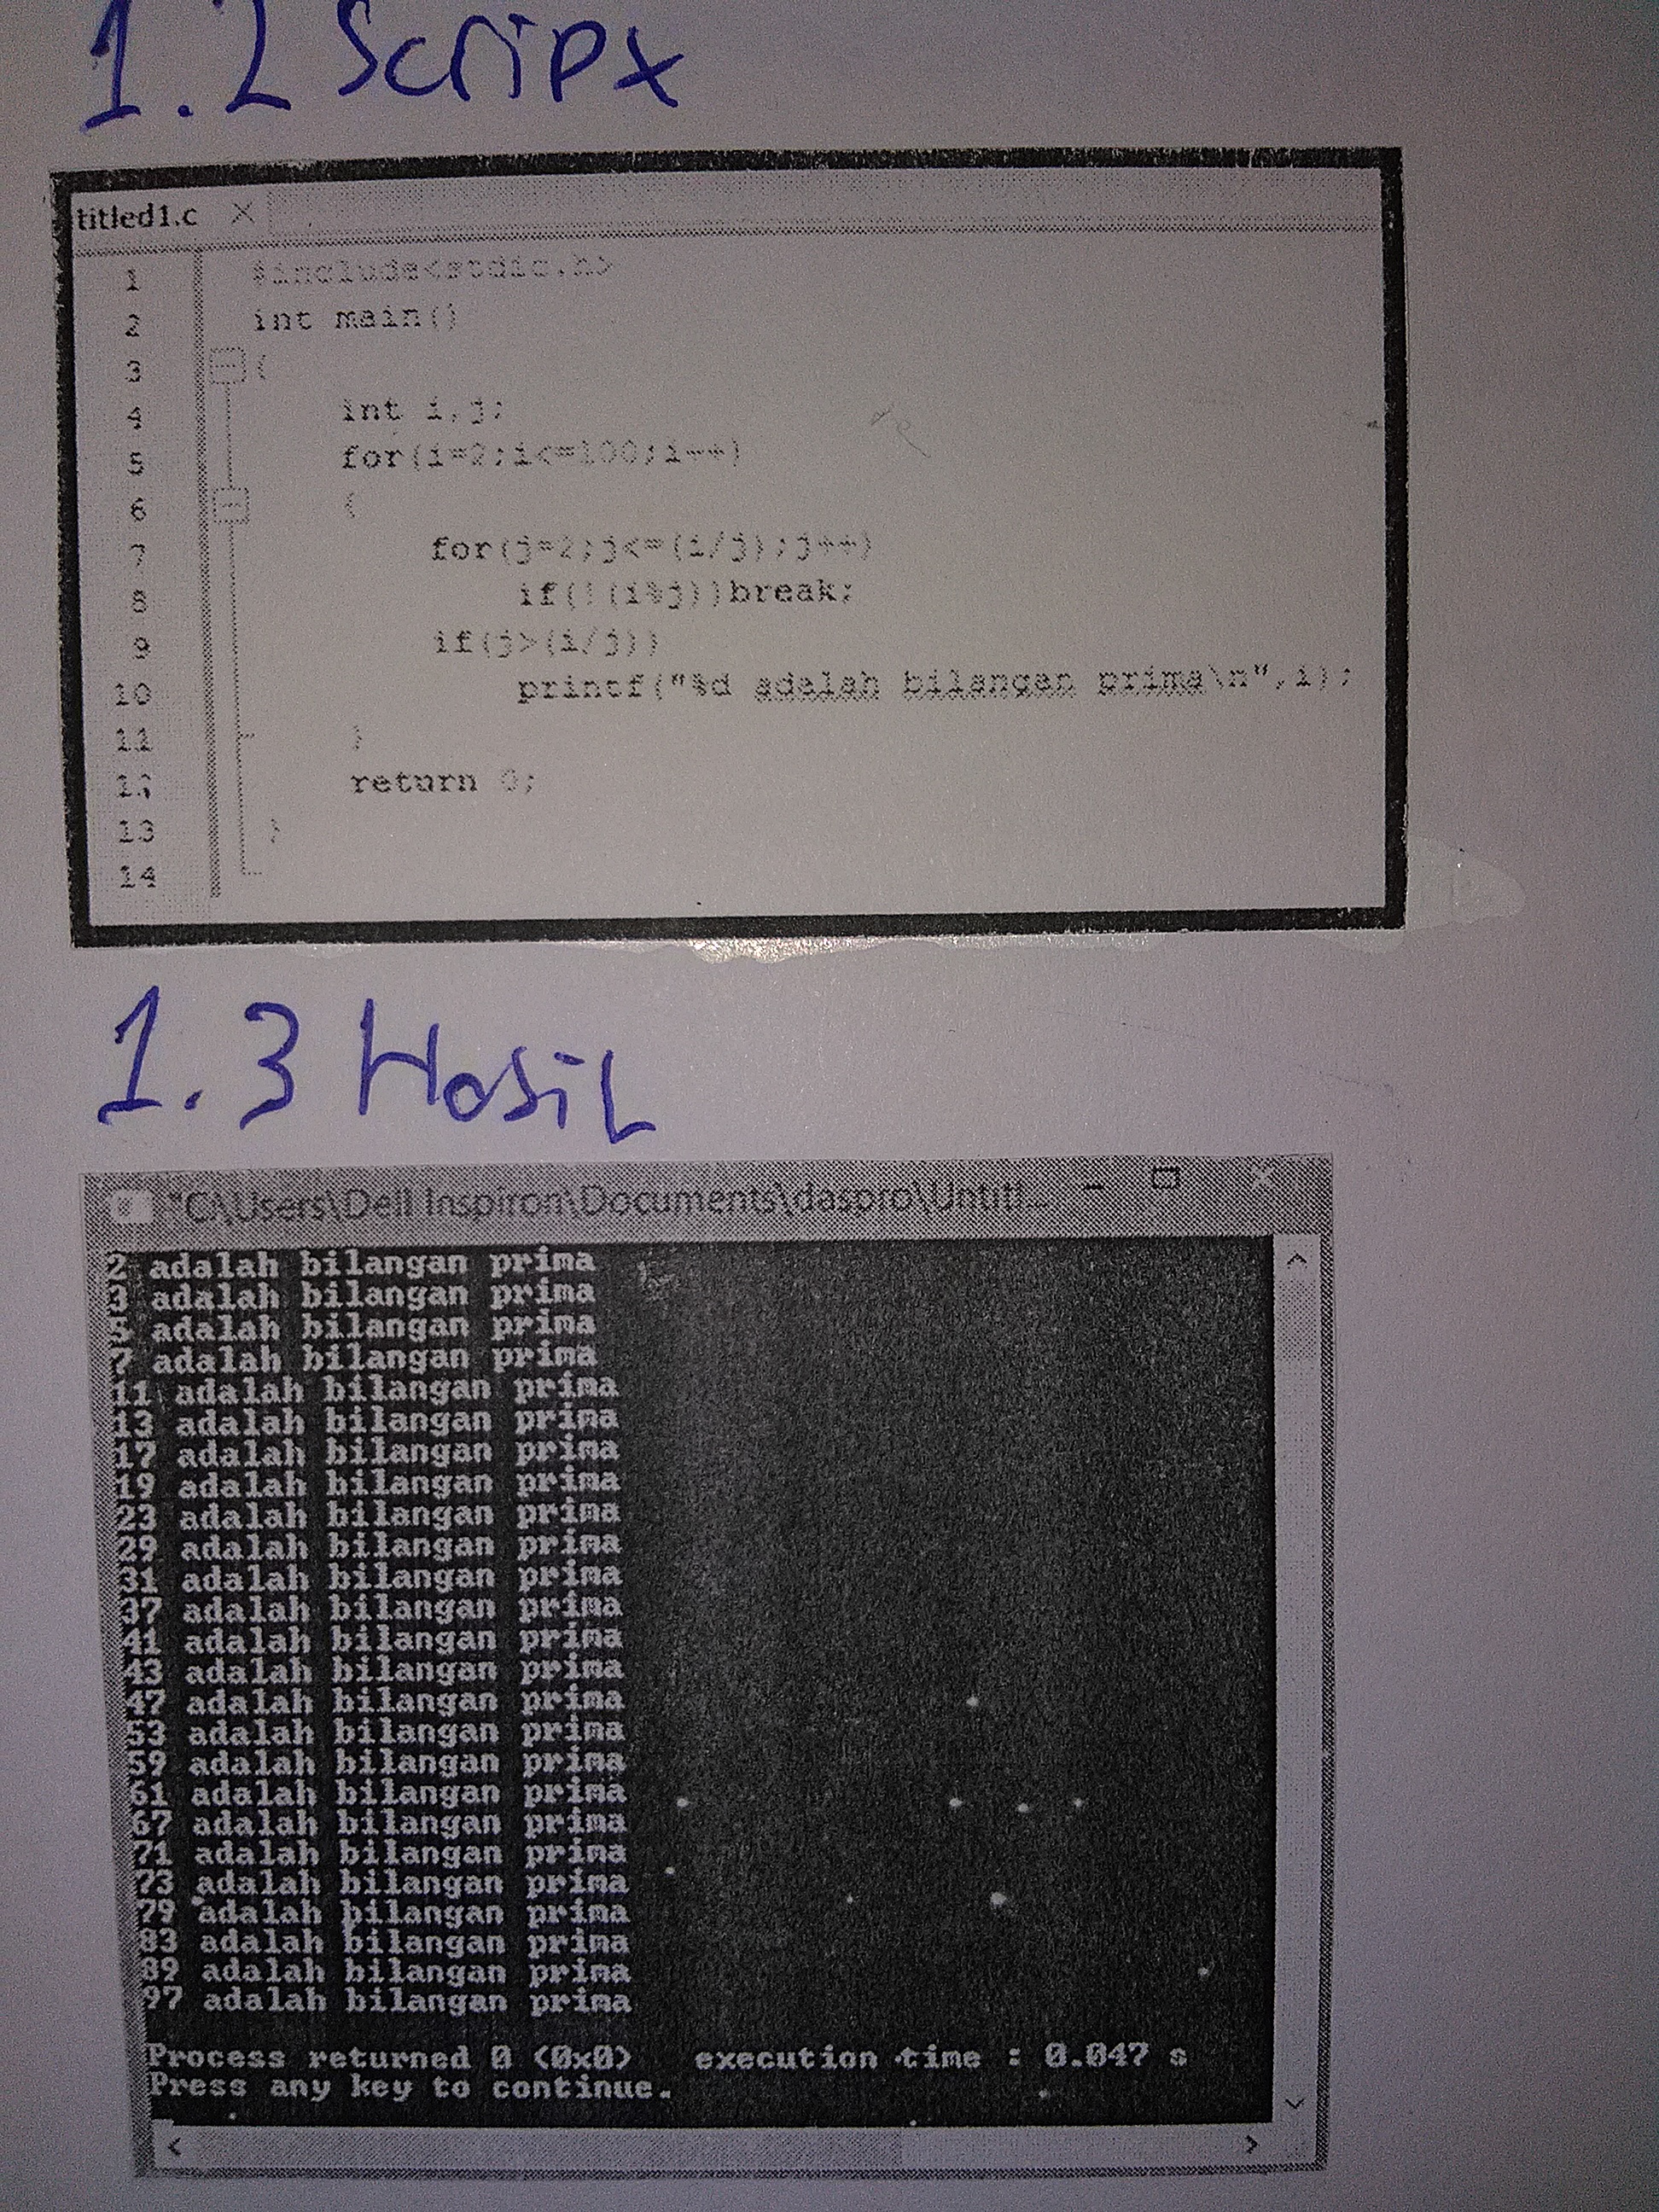 1.2 Script
titled1.c
1 #include<stdio.h>
2 int main()
3 {
4 int i,j;
5 for(i=2;i<=100;i++)
6 {
7 for(j=2;j<=(i/j);j++)
8 if(!(i%j))break;
9 if(j>(i/j))
10 printf("%d adalah bilangan prima\n",i);
11 }
12 return 0;
13 }
14
1.3 Hasil
"C:\Users\Dell Inspiron\Documents\daspro\Untitl...
2 adalah bilangan prima
3 adalah bilangan prima
5 adalah bilangan prima
7 adalah bilangan prima
11 adalah bilangan prima
13 adalah bilangan prima
17 adalah bilangan prima
19 adalah bilangan prima
23 adalah bilangan prima
29 adalah bilangan prima
31 adalah bilangan prima
37 adalah bilangan prima
41 adalah bilangan prima
43 adalah bilangan prima
47 adalah bilangan prima
53 adalah bilangan prima
59 adalah bilangan prima
61 adalah bilangan prima
67 adalah bilangan prima
71 adalah bilangan prima
73 adalah bilangan prima
79 adalah bilangan prima
83 adalah bilangan prima
89 adalah bilangan prima
97 adalah bilangan prima
Process returned 0 (0x0) execution time : 0.047 s
Press any key to continue.